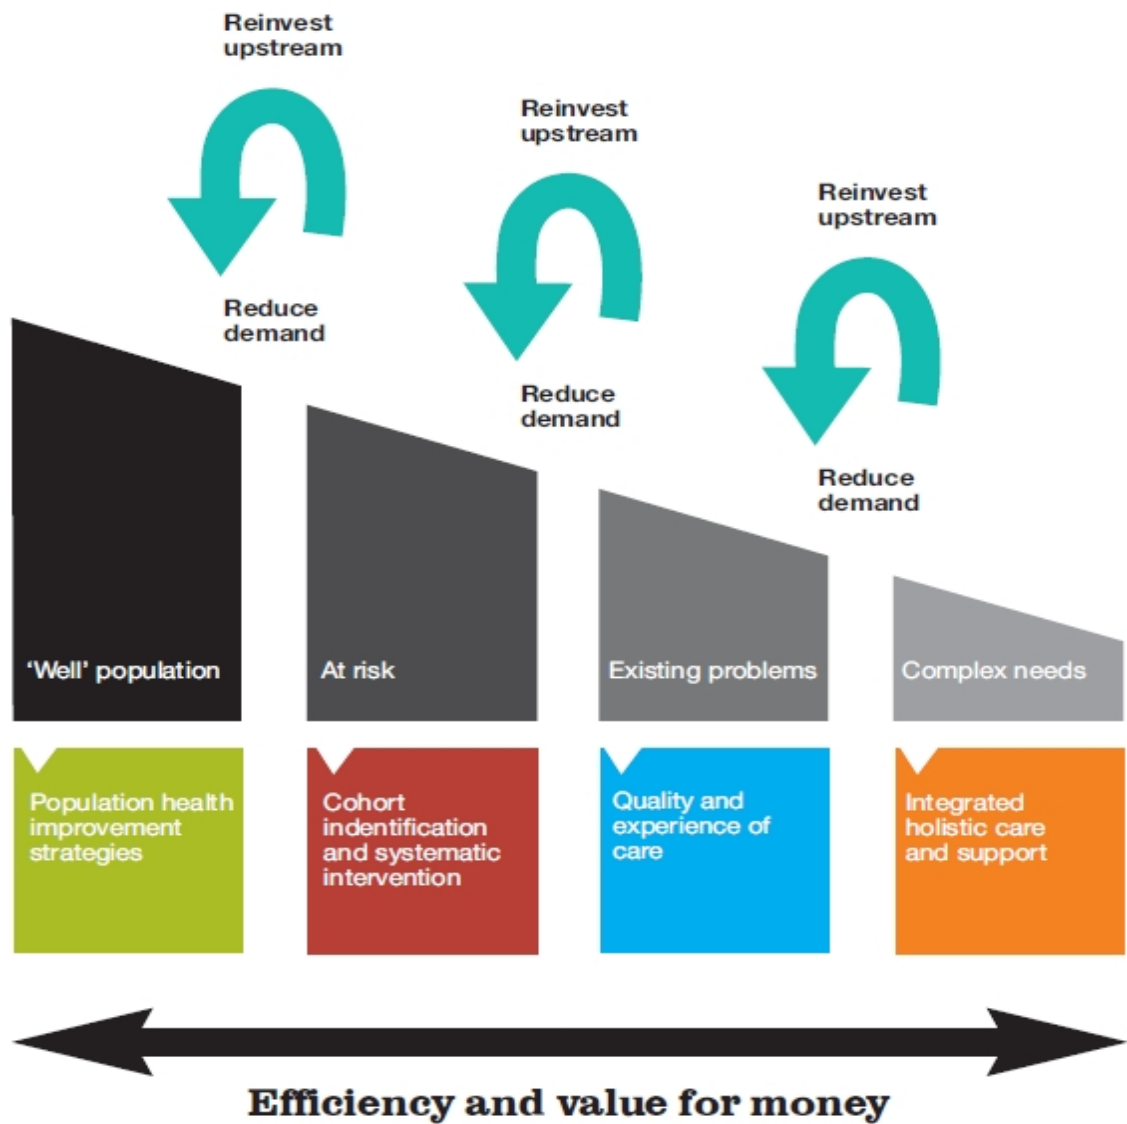 Reinvest
upstream
Reduce
demand
Reinvest
upstream
Reduce
demand
Reinvest
upstream
Reduce
demand
‘Well’ population
At risk
Existing problems
Complex needs
Population health
improvement
strategies
Cohort
indentification
and systematic
intervention
Quality and
experience of
care
Integrated
holistic care
and support
Efficiency and value for money